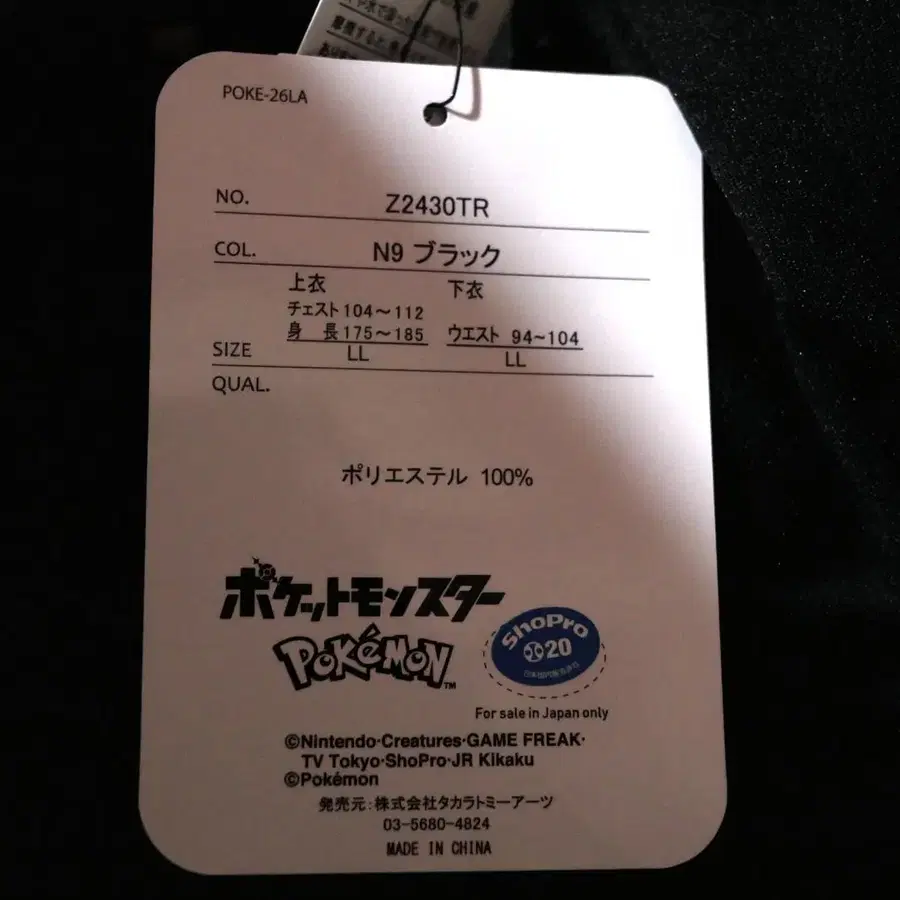 POKE-26LA
NO. Z2430TR
COL. N9 ブラック
上衣 下衣
チェスト104～112
身 長175～185 ウエスト 94~104
SIZE LL LL
QUAL.
ポリエステル 100%
ポケットモンスター
POKéMON™
ShoPro
20
For sale in Japan only
©Nintendo·Creatures·GAME FREAK·
TV Tokyo·ShoPro·JR Kikaku
©Pokémon
発売元:株式会社タカラトミーアーツ
03-5680-4824
MADE IN CHINA